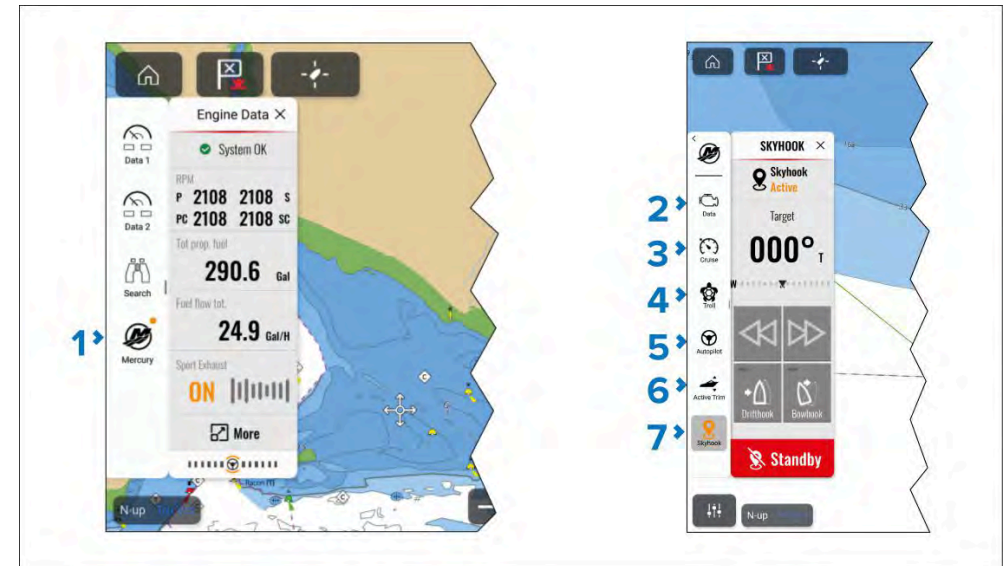 Engine Data
System OK
Data 1
RPM
P 2108 2108 S
PC 2108 2108 SC
Data 2
Tot prop. fuel
290.6 Gal
Search
Fuel flow tot.
24.9 Gal/H
1
Mercury
Sport Exhaust
ON
More
Racon (1)
N-up
SKYHOOK
Skyhook
Active
2
Data
Target
3
Cruise
000° T
W
4
Troll
5
Autopilot
6
Active Trim
Drifthook
Bowhook
7
Skyhook
Standby
N-up